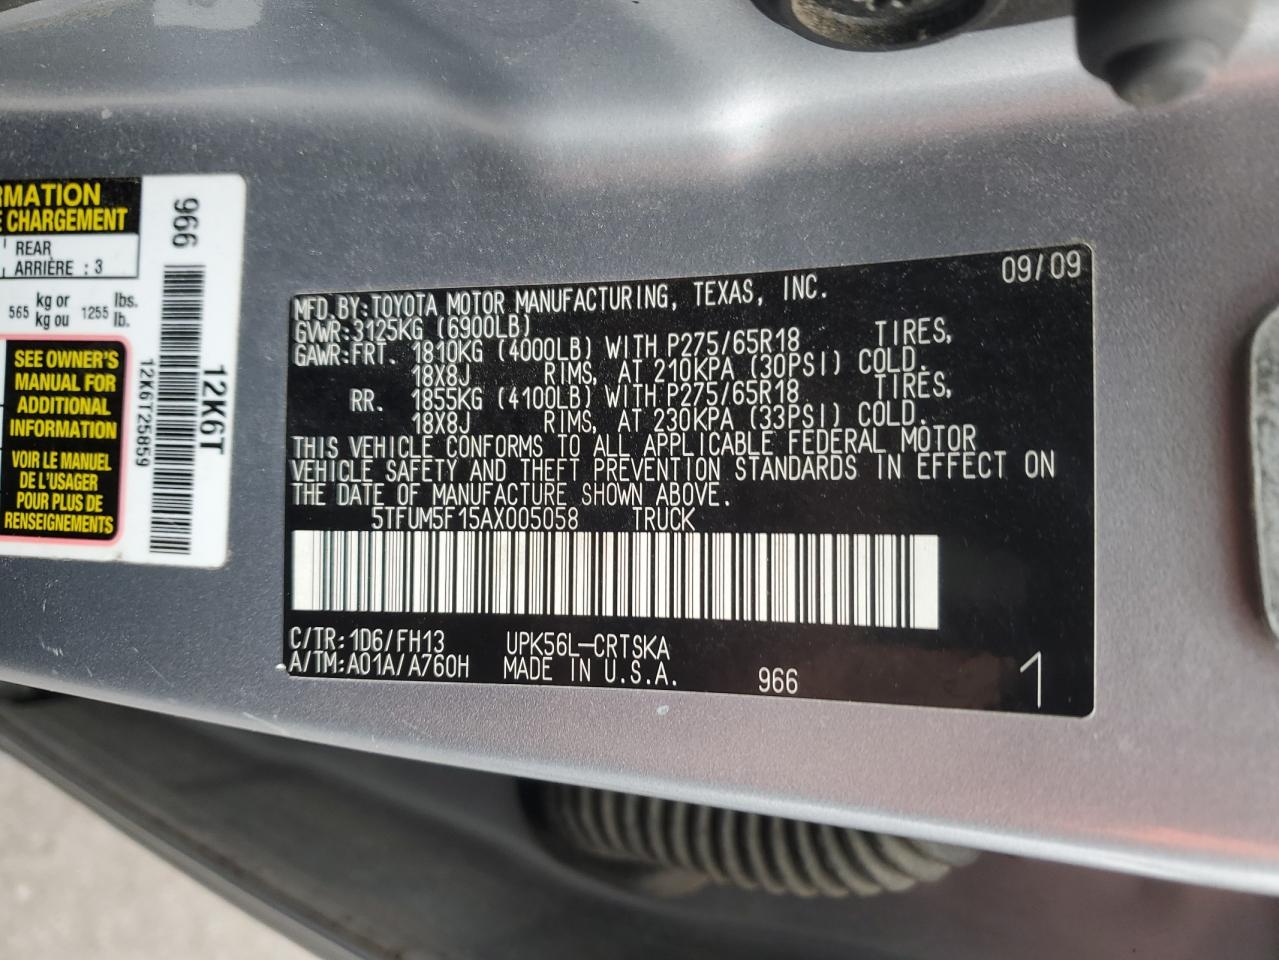 RMATION
E CHARGEMENT
REAR
ARRIÈRE : 3
565 kg or 1255 lbs.
kg ou lb.
SEE OWNER'S
MANUAL FOR
ADDITIONAL
INFORMATION
VOIR LE MANUEL
DE L'USAGER
POUR PLUS DE
RENSEIGNEMENTS
966
12K6T
12K6T25859
09/09
MFD.BY:TOYOTA MOTOR MANUFACTURING, TEXAS, INC.
GVWR:3125KG (6900LB)
GAWR:FRT. 1810KG (4000LB) WITH P275/65R18 TIRES,
18X8J RIMS, AT 210KPA (30PSI) COLD.
RR. 1855KG (4100LB) WITH P275/65R18 TIRES,
18X8J RIMS, AT 230KPA (33PSI) COLD.
THIS VEHICLE CONFORMS TO ALL APPLICABLE FEDERAL MOTOR
VEHICLE SAFETY AND THEFT PREVENTION STANDARDS IN EFFECT ON
THE DATE OF MANUFACTURE SHOWN ABOVE.
5TFUM5F15AX005058 TRUCK
C/TR:1D6/FH13 UPK56L-CRTSKA
A/TM:A01A/A760H MADE IN U.S.A. 966 1